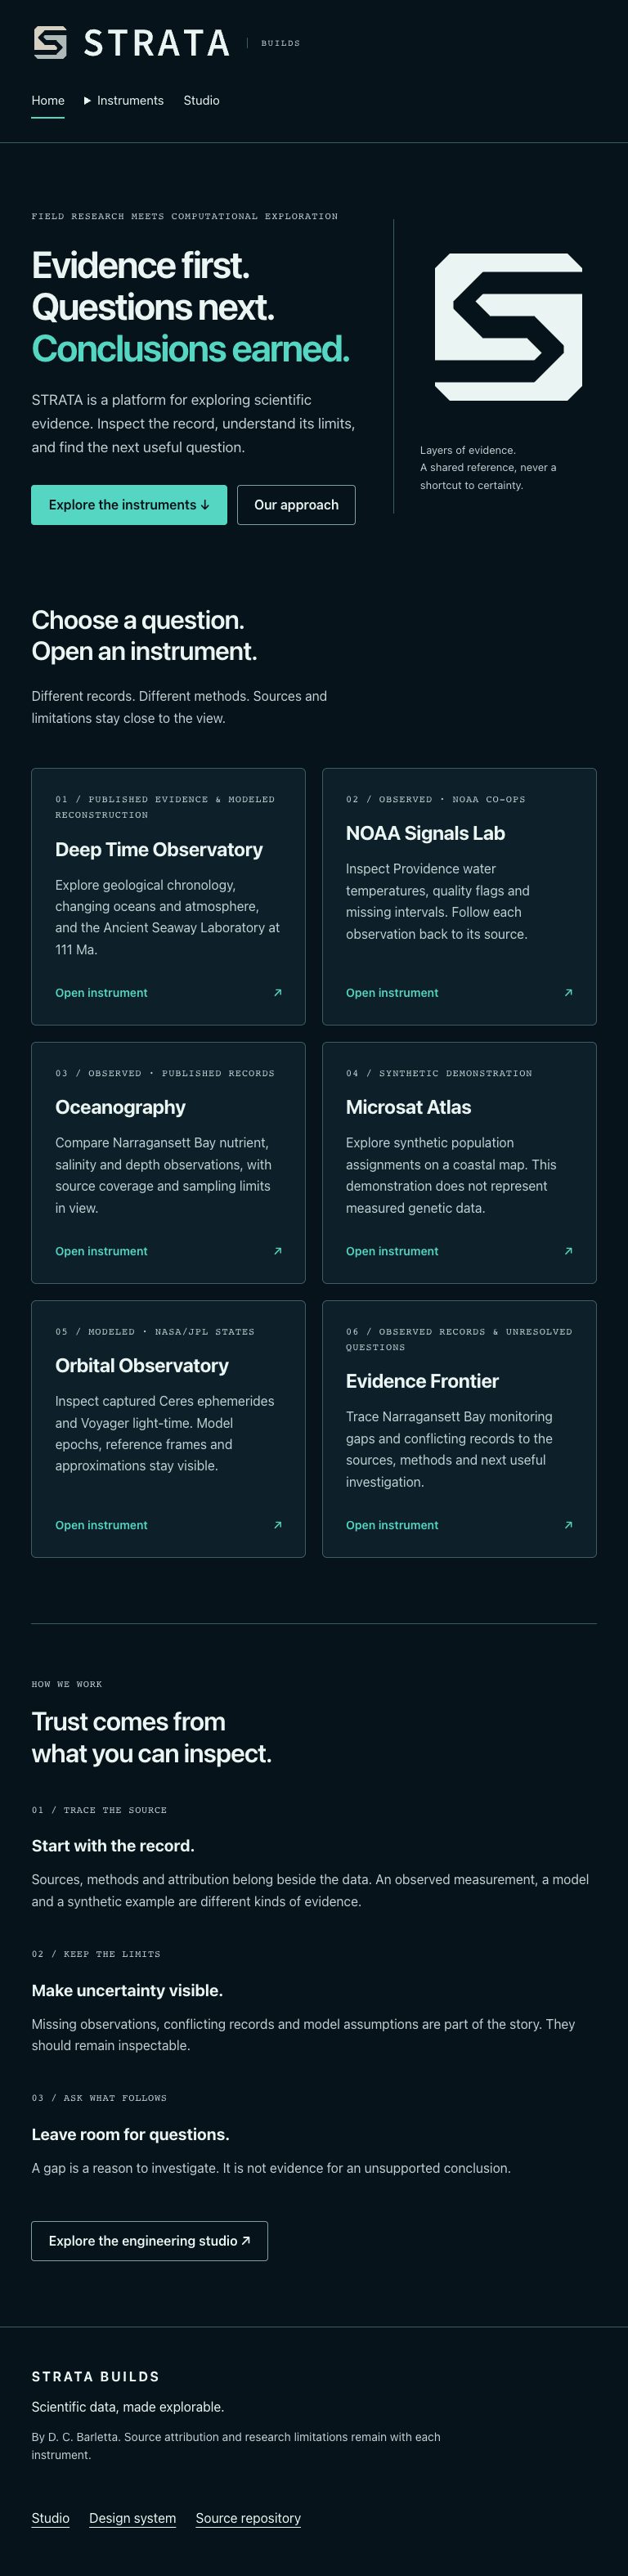 STRATA BUILDS
Home ▶ Instruments Studio
FIELD RESEARCH MEETS COMPUTATIONAL EXPLORATION
Evidence first.
Questions next.
Conclusions earned.
STRATA is a platform for exploring scientific
evidence. Inspect the record, understand its limits,
and find the next useful question.
Explore the instruments ↓ Our approach
Layers of evidence.
A shared reference, never a
shortcut to certainty.
Choose a question.
Open an instrument.
Different records. Different methods. Sources and
limitations stay close to the view.
01 / PUBLISHED EVIDENCE & MODELED
RECONSTRUCTION
Deep Time Observatory
Explore geological chronology,
changing oceans and atmosphere,
and the Ancient Seaway Laboratory at
111 Ma.
Open instrument ↗
02 / OBSERVED · NOAA CO-OPS
NOAA Signals Lab
Inspect Providence water
temperatures, quality flags and
missing intervals. Follow each
observation back to its source.
Open instrument ↗
03 / OBSERVED · PUBLISHED RECORDS
Oceanography
Compare Narragansett Bay nutrient,
salinity and depth observations, with
source coverage and sampling limits
in view.
Open instrument ↗
04 / SYNTHETIC DEMONSTRATION
Microsat Atlas
Explore synthetic population
assignments on a coastal map. This
demonstration does not represent
measured genetic data.
Open instrument ↗
05 / MODELED · NASA/JPL STATES
Orbital Observatory
Inspect captured Ceres ephemerides
and Voyager light-time. Model
epochs, reference frames and
approximations stay visible.
Open instrument ↗
06 / OBSERVED RECORDS & UNRESOLVED
QUESTIONS
Evidence Frontier
Trace Narragansett Bay monitoring
gaps and conflicting records to the
sources, methods and next useful
investigation.
Open instrument ↗
HOW WE WORK
Trust comes from
what you can inspect.
01 / TRACE THE SOURCE
Start with the record.
Sources, methods and attribution belong beside the data. An observed measurement, a model
and a synthetic example are different kinds of evidence.
02 / KEEP THE LIMITS
Make uncertainty visible.
Missing observations, conflicting records and model assumptions are part of the story. They
should remain inspectable.
03 / ASK WHAT FOLLOWS
Leave room for questions.
A gap is a reason to investigate. It is not evidence for an unsupported conclusion.
Explore the engineering studio ↗
STRATA BUILDS
Scientific data, made explorable.
By D. C. Barletta. Source attribution and research limitations remain with each
instrument.
Studio Design system Source repository